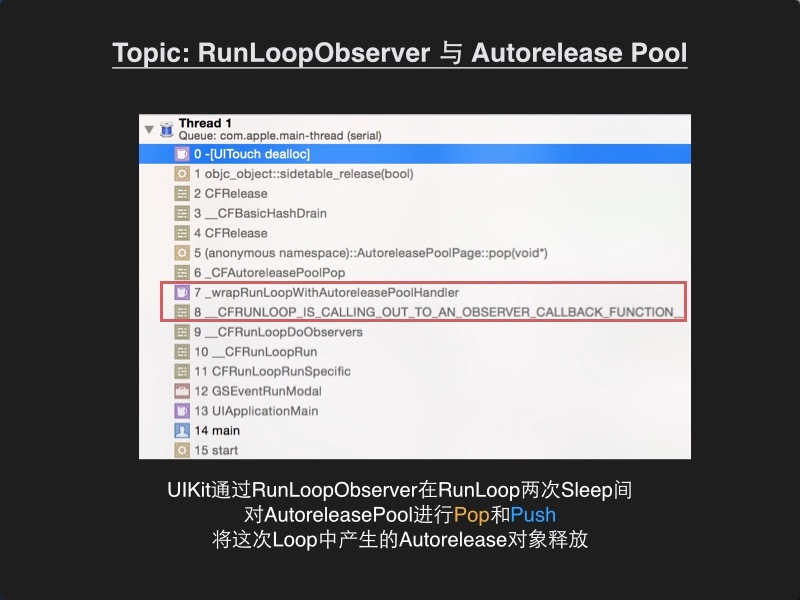 Topic: RunLoopObserver 与 Autorelease Pool
Thread 1
Queue: com.apple.main-thread (serial)
0 -[UITouch dealloc]
1 objc_object::sidetable_release(bool)
2 CFRelease
3 __CFBasicHashDrain
4 CFRelease
5 (anonymous namespace)::AutoreleasePoolPage::pop(void*)
6 _CFAutoreleasePoolPop
7 _wrapRunLoopWithAutoreleasePoolHandler
8 __CFRUNLOOP_IS_CALLING_OUT_TO_AN_OBSERVER_CALLBACK_FUNCTION__
9 __CFRunLoopDoObservers
10 __CFRunLoopRun
11 CFRunLoopRunSpecific
12 GSEventRunModal
13 UIApplicationMain
14 main
15 start
UIKit通过RunLoopObserver在RunLoop两次Sleep间
对AutoreleasePool进行Pop和Push
将这次Loop中产生的Autorelease对象释放